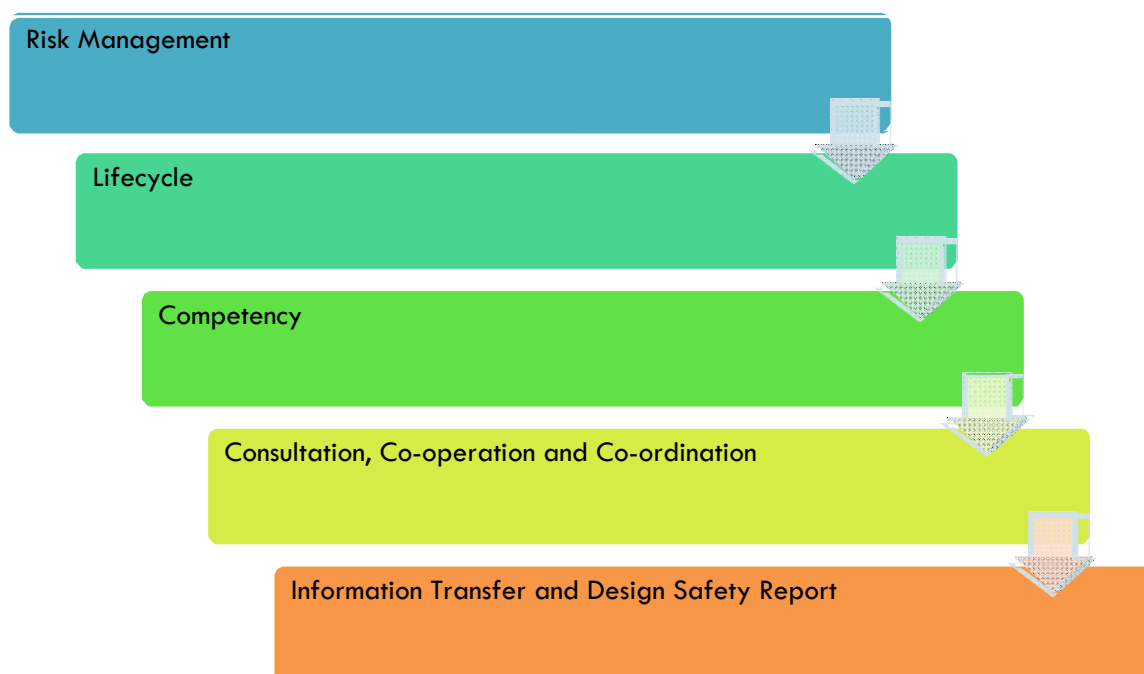 Risk Management
Lifecycle
Competency
Consultation, Co-operation and Co-ordination
Information Transfer and Design Safety Report